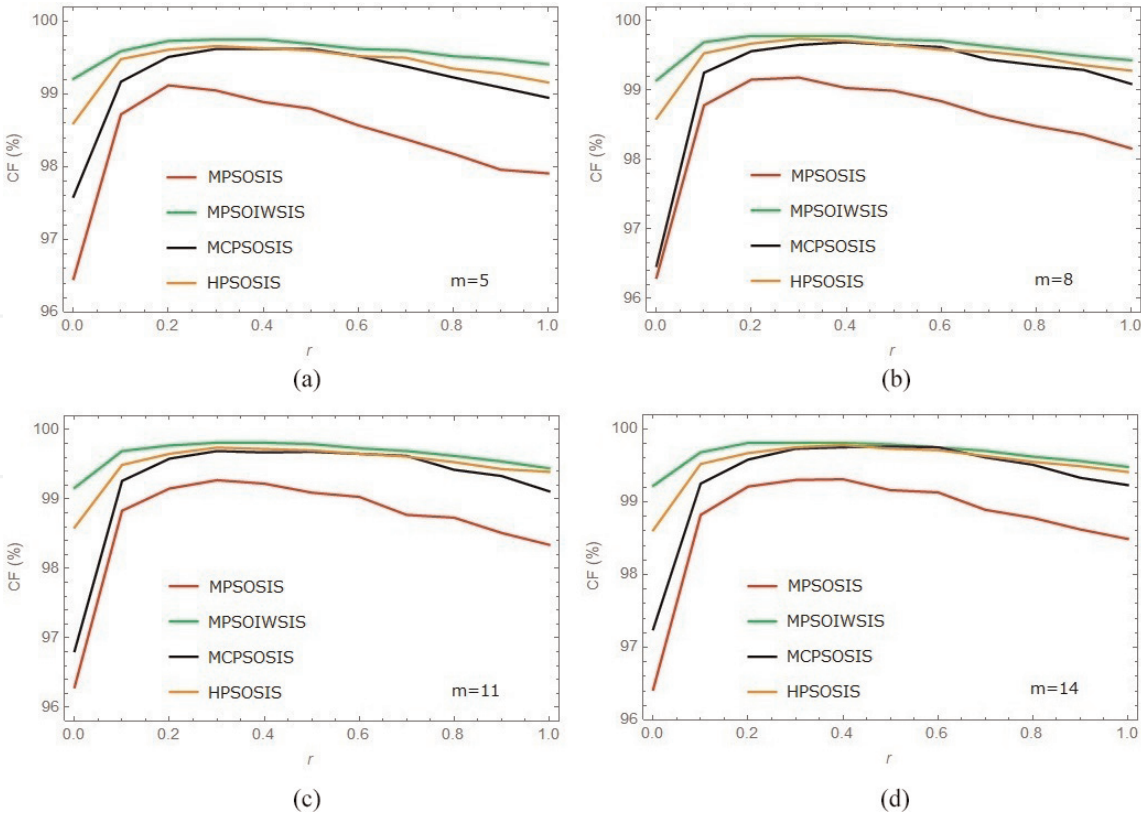 100
99
98
97
96
CF (%)
MPSOSIS
MPSOIWSIS
MCPSOSIS
HPSOSIS
m=5
0.0 0.2 0.4 0.6 0.8 1.0
r
(a)
100
99
98
97
96
CF (%)
MPSOSIS
MPSOIWSIS
MCPSOSIS
HPSOSIS
m=8
0.0 0.2 0.4 0.6 0.8 1.0
r
(b)
100
99
98
97
96
CF (%)
MPSOSIS
MPSOIWSIS
MCPSOSIS
HPSOSIS
m=11
0.0 0.2 0.4 0.6 0.8 1.0
r
(c)
100
99
98
97
96
CF (%)
MPSOSIS
MPSOIWSIS
MCPSOSIS
HPSOSIS
m=14
0.0 0.2 0.4 0.6 0.8 1.0
r
(d)